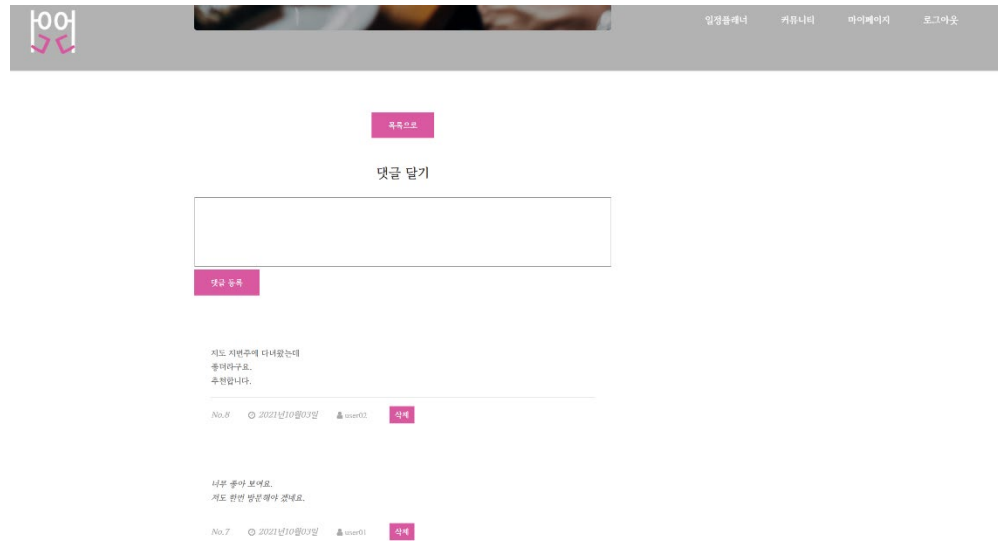 일정플래너 커뮤니티 마이페이지 로그아웃
목록으로
댓글 달기
댓글 등록
저도 저번주에 다녀왔는데
좋더라구요.
추천합니다.
No.8 2021년10월03일 user02 삭제
너무 좋아 보여요.
저도 한번 방문해야 겠네요.
No.7 2021년10월03일 user01 삭제